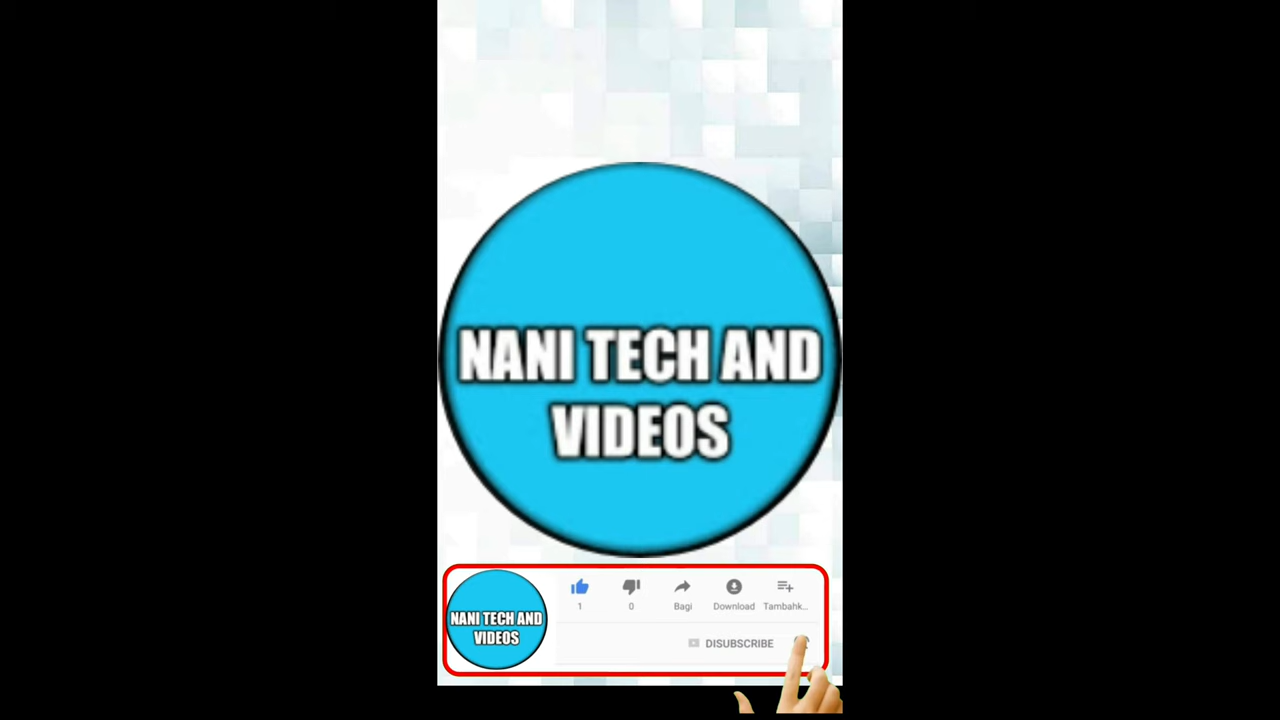 NANI TECH AND
VIDEOS
NANI TECH AND
VIDEOS
1 0 Bagi Download Tambahk...
DISUBSCRIBE